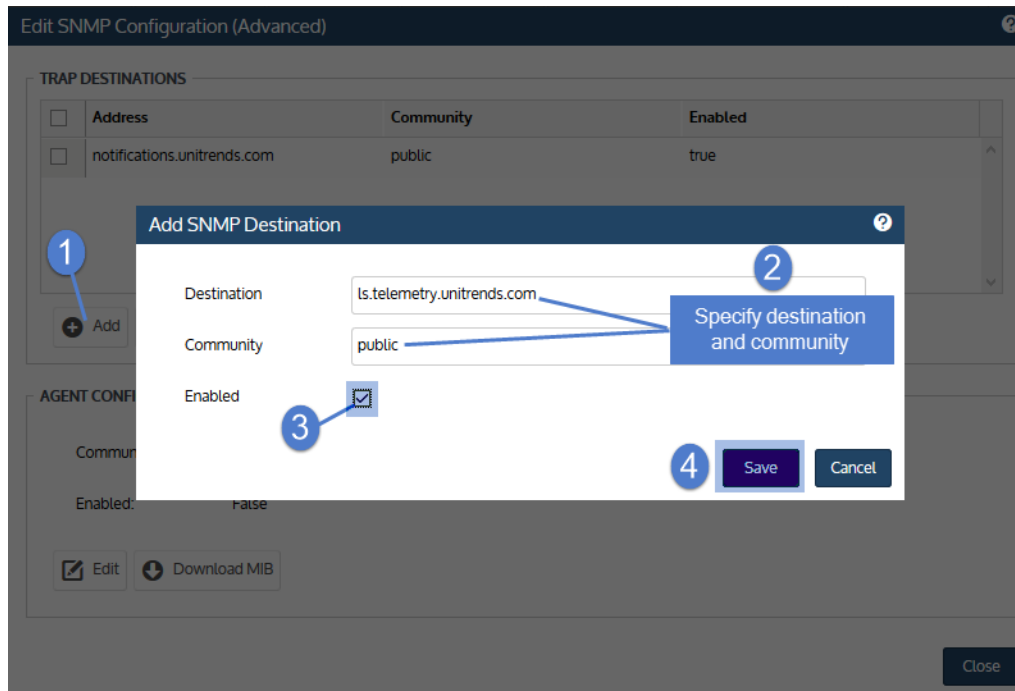 Edit SNMP Configuration (Advanced)
?
TRAP DESTINATIONS
Address Community Enabled
notifications.unitrends.com public true
Add SNMP Destination
?
1
2
Destination ls.telemetry.unitrends.com
Specify destination
and community
Add
Community public
AGENT CONFI
Enabled
3
Commun
4
Save Cancel
Enabled: False
Edit Download MIB
Close